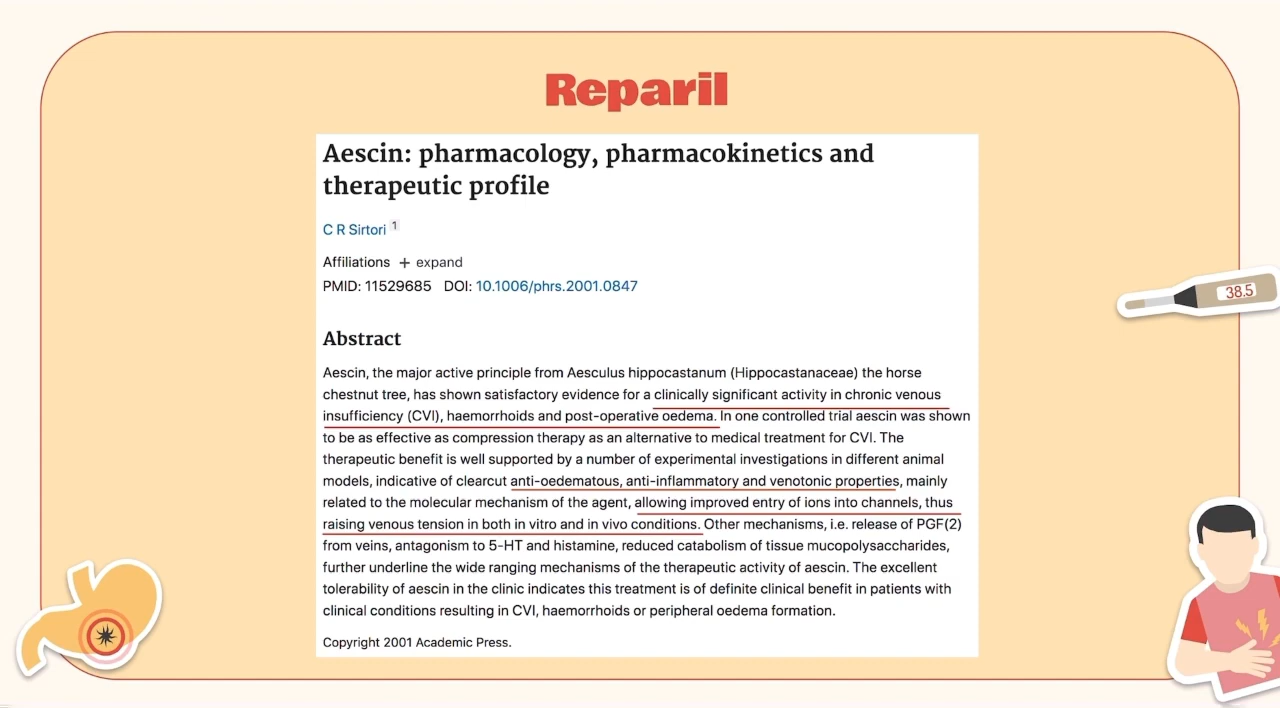 Reparil
Aescin: pharmacology, pharmacokinetics and
therapeutic profile
C R Sirtori 1
Affiliations + expand
PMID: 11529685 DOI: 10.1006/phrs.2001.0847
Abstract
Aescin, the major active principle from Aesculus hippocastanum (Hippocastanaceae) the horse
chestnut tree, has shown satisfactory evidence for a clinically significant activity in chronic venous
insufficiency (CVI), haemorrhoids and post-operative oedema. In one controlled trial aescin was shown
to be as effective as compression therapy as an alternative to medical treatment for CVI. The
therapeutic benefit is well supported by a number of experimental investigations in different animal
models, indicative of clearcut anti-oedematous, anti-inflammatory and venotonic properties, mainly
related to the molecular mechanism of the agent, allowing improved entry of ions into channels, thus
raising venous tension in both in vitro and in vivo conditions. Other mechanisms, i.e. release of PGF(2)
from veins, antagonism to 5-HT and histamine, reduced catabolism of tissue mucopolysaccharides,
further underline the wide ranging mechanisms of the therapeutic activity of aescin. The excellent
tolerability of aescin in the clinic indicates this treatment is of definite clinical benefit in patients with
clinical conditions resulting in CVI, haemorrhoids or peripheral oedema formation.
Copyright 2001 Academic Press.
38.5